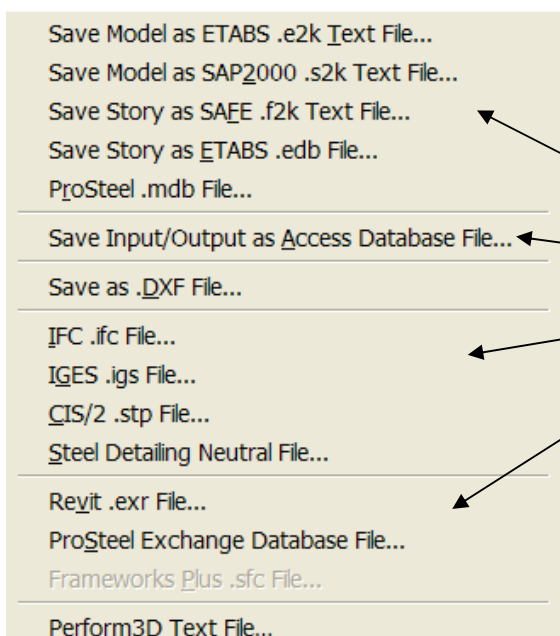 Save Model as ETABS .e2k Text File...
Save Model as SAP2000 .s2k Text File...
Save Story as SAFE .f2k Text File...
Save Story as ETABS .edb File...
ProSteel .mdb File...
Save Input/Output as Access Database File...
Save as .DXF File...
IFC .ifc File...
IGES .igs File...
CIS/2 .stp File...
Steel Detailing Neutral File...
Revit .exr File...
ProSteel Exchange Database File...
Frameworks Plus .sfc File...
Perform3D Text File...